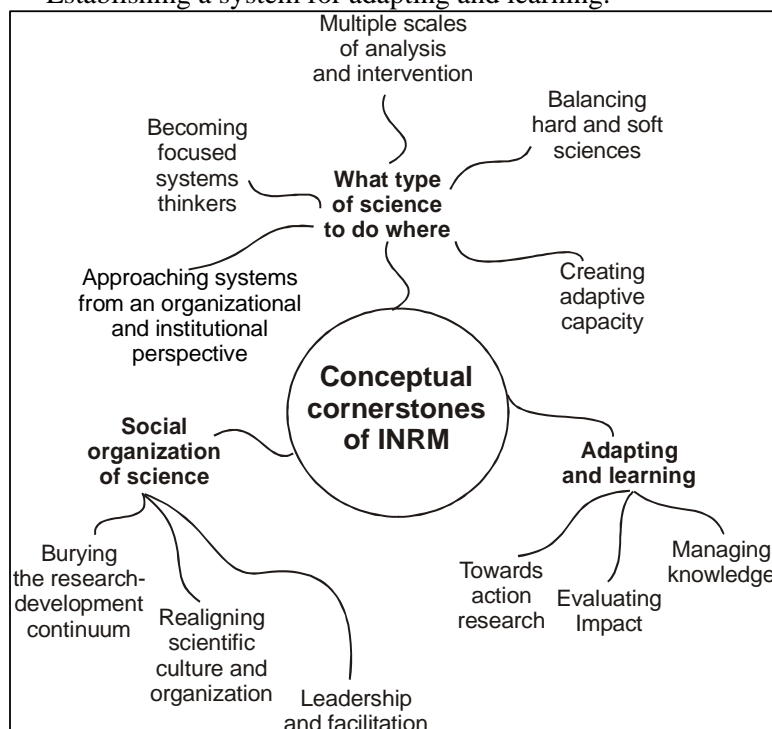 Establishing a system for adapting and learning.
Multiple scales
of analysis
and intervention
Balancing
hard and soft
sciences
Becoming
focused
systems
thinkers
What type
of science
to do where
Approaching systems
from an organizational
and institutional
perspective
Creating
adaptive
capacity
Conceptual
cornerstones
of INRM
Social
organization
of science
Adapting
and learning
Burying
the research-
development
continuum
Realigning
scientific
culture and
organization
Leadership
and facilitation
Towards
action
research
Evaluating
Impact
Managing
knowledge